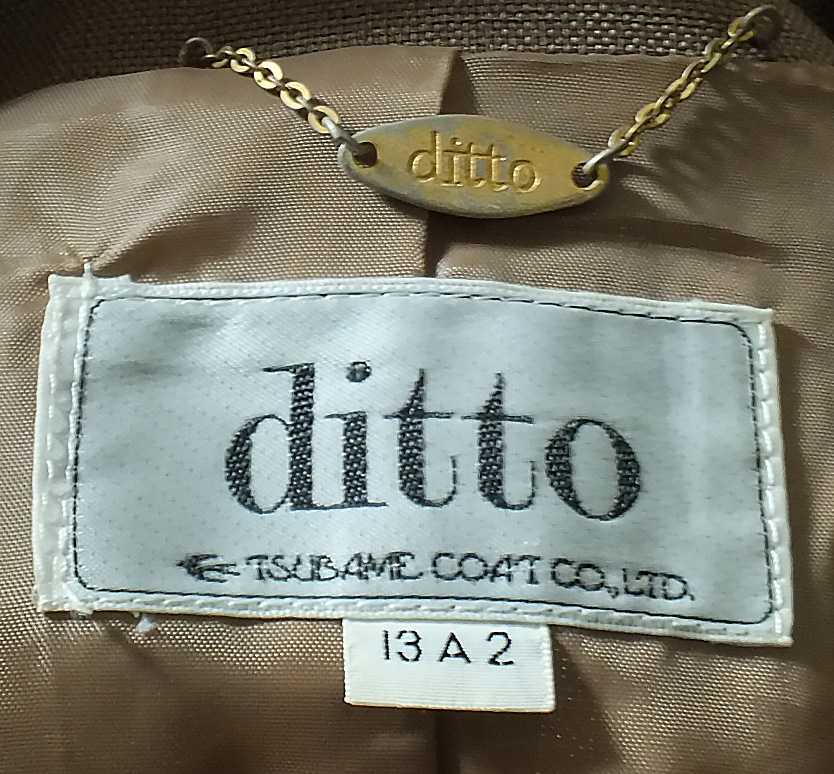 ditto
ditto
TSUBAME COAT CO., LTD.
13 A 2